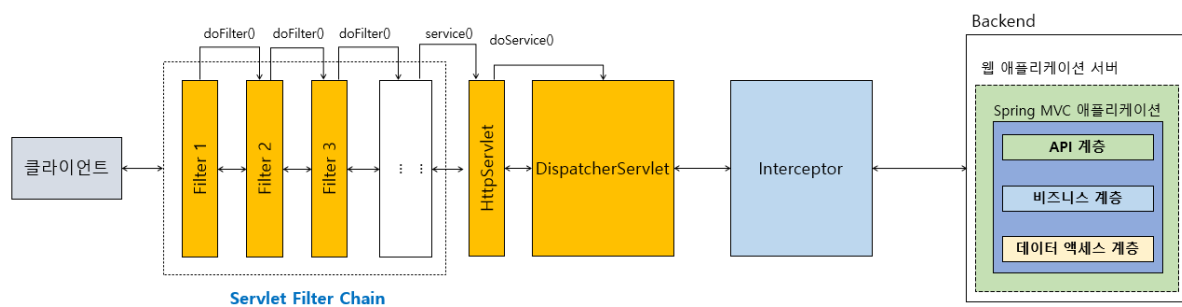 doFilter() doFilter() doFilter() service() doService()
Backend
웹 애플리케이션 서버
Spring MVC 애플리케이션
클라이언트
Filter 1
Filter 2
Filter 3
... ...
HttpServlet
DispatcherServlet
Interceptor
API 계층
비즈니스 계층
데이터 액세스 계층
Servlet Filter Chain